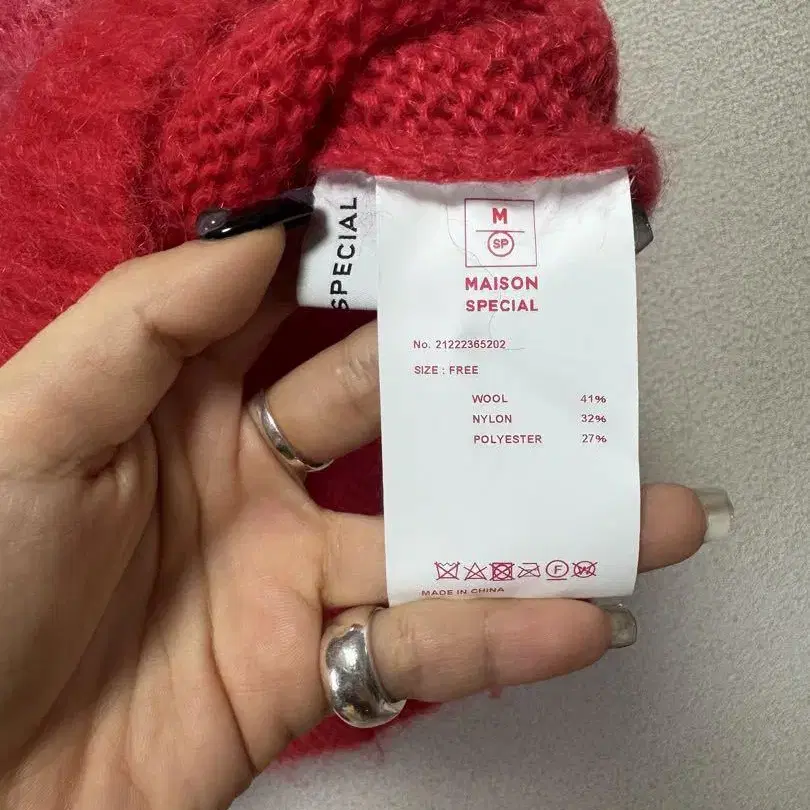 SPECIAL
M
SP
MAISON
SPECIAL
No. 21222365202
SIZE : FREE
WOOL 41%
NYLON 32%
POLYESTER 27%
F
W
MADE IN CHINA